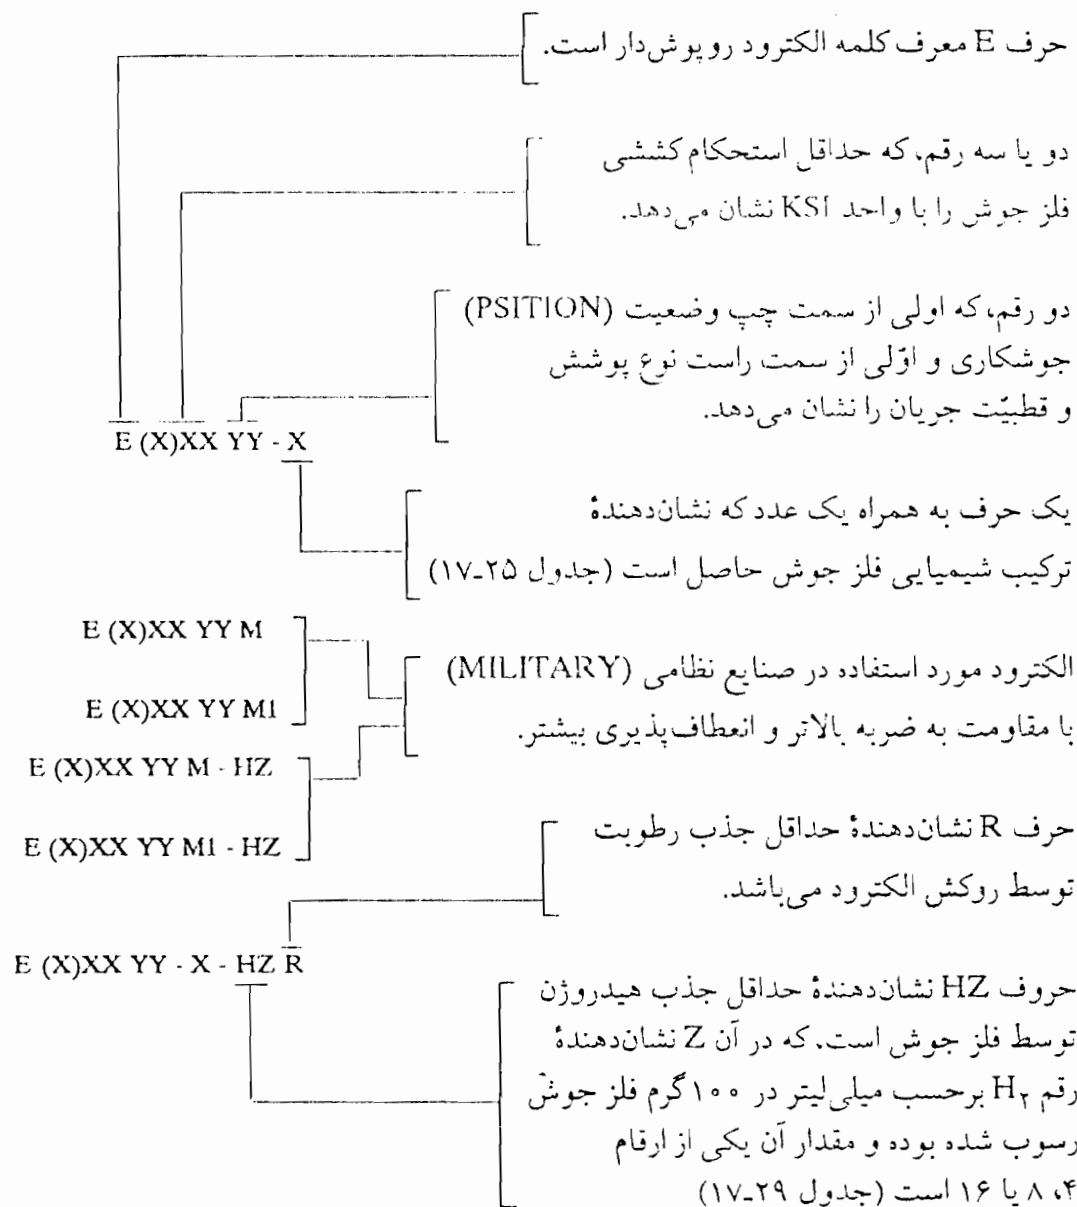 حرف E معرف کلمه الکترود روپوش‌دار است.
دو یا سه رقم، که حداقل استحکام کششی
فلز جوش را با واحد KSI نشان می‌دهد.
دو رقم، که اولی از سمت چپ وضعیت (PSITION)
جوشکاری و اوّلی از سمت راست نوع پوشش
و قطبیّت جریان را نشان می‌دهد.
E (X)XX YY - X
یک حرف به همراه یک عدد که نشان‌دهندهٔ
ترکیب شیمیایی فلز جوش حاصل است (جدول ۲۵-۱۷)
E (X)XX YY M
الکترود مورد استفاده در صنایع نظامی (MILITARY)
E (X)XX YY M1
با مقاومت به ضربه بالاتر و انعطاف‌پذیری بیشتر.
E (X)XX YY M - HZ
E (X)XX YY M1 - HZ
حرف R نشان‌دهندهٔ حداقل جذب رطوبت
توسط روکش الکترود می‌باشد.
E (X)XX YY - X - HZ R
حروف HZ نشان‌دهندهٔ حداقل جذب هیدروژن
توسط فلز جوش است، که در آن Z نشان‌دهندهٔ
رقم H۲ برحسب میلی‌لیتر در ۱۰۰ گرم فلز جوش
رسوب شده بوده و مقدار آن یکی از ارقام
۴، ۸ یا ۱۶ است (جدول ۲۹-۱۷)